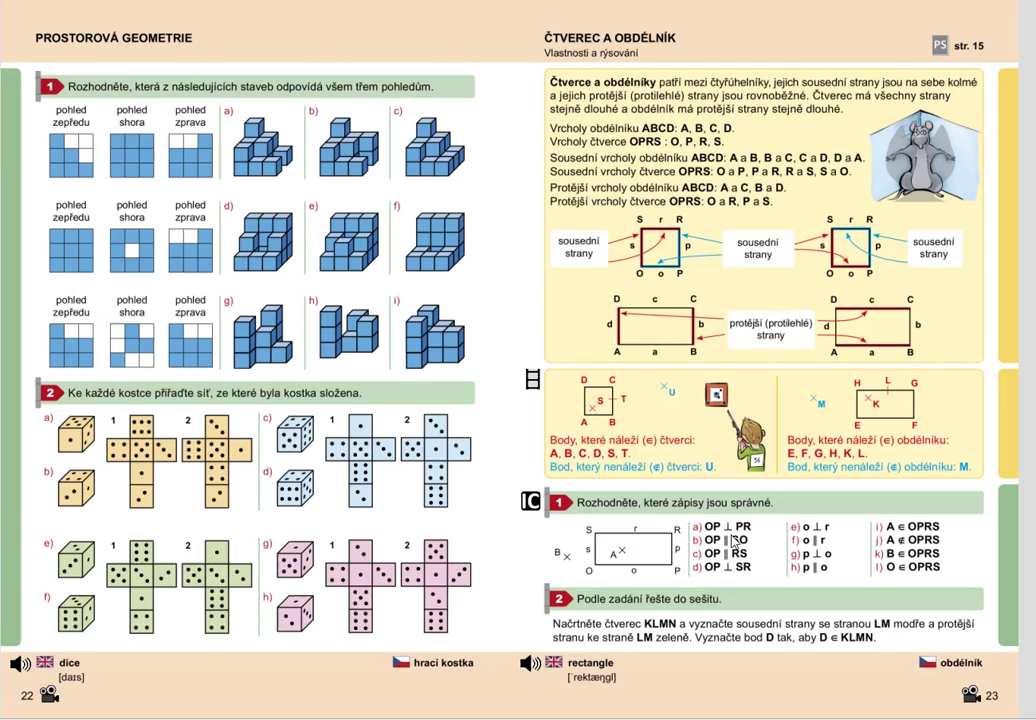 PROSTOROVÁ GEOMETRIE
1 Rozhodněte, která z následujících staveb odpovídá všem třem pohledům.
pohled zepředu
pohled shora
pohled zprava
a)
b)
c)
pohled zepředu
pohled shora
pohled zprava
d)
e)
f)
pohled zepředu
pohled shora
pohled zprava
g)
h)
i)
2 Ke každé kostce přiřaďte síť, ze které byla kostka složena.
a)
1
2
b)
c)
1
2
d)
e)
1
2
f)
g)
1
2
h)
dice
[daɪs]
hrací kostka
22
ČTVEREC A OBDÉLNÍK
Vlastnosti a rýsování
PS str. 15
Čtverce a obdélníky patří mezi čtyřúhelníky, jejich sousední strany jsou na sebe kolmé
a jejich protější (protilehlé) strany jsou rovnoběžné. Čtverec má všechny strany
stejně dlouhé a obdélník má protější strany stejně dlouhé.
Vrcholy obdélníku ABCD: A, B, C, D.
Vrcholy čtverce OPRS : O, P, R, S.
Sousední vrcholy obdélníku ABCD: A a B, B a C, C a D, D a A.
Sousední vrcholy čtverce OPRS: O a P, P a R, R a S, S a O.
Protější vrcholy obdélníku ABCD: A a C, B a D.
Protější vrcholy čtverce OPRS: O a R, P a S.
S r R
S r R
sousední strany
s p
sousední strany
s p
sousední strany
O o P
O o P
D c C
D c C
d b
protější (protilehlé) strany
d b
A a B
A a B
D C
U
S T
A B
Body, které náleží (∈) čtverci:
A, B, C, D, S, T.
Bod, který nenáleží (∉) čtverci: U.
H L G
M
K
E F
Body, které náleží (∈) obdélníku:
E, F, G, H, K, L.
Bod, který nenáleží (∉) obdélníku: M.
1 Rozhodněte, které zápisy jsou správné.
S r R
B s A p
O o P
a) OP ⊥ PR
b) OP ∥ SO
c) OP ∥ RS
d) OP ⊥ SR
e) o ⊥ r
f) o ∥ r
g) p ⊥ o
h) p ∥ o
i) A ∈ OPRS
j) A ∉ OPRS
k) B ∈ OPRS
l) O ∈ OPRS
2 Podle zadání řešte do sešitu.
Načrtněte čtverec KLMN a vyznačte sousední strany se stranou LM modře a protější
stranu ke straně LM zeleně. Vyznačte bod D tak, aby D ∈ KLMN.
rectangle
[ˈrektæŋgl]
obdélník
23